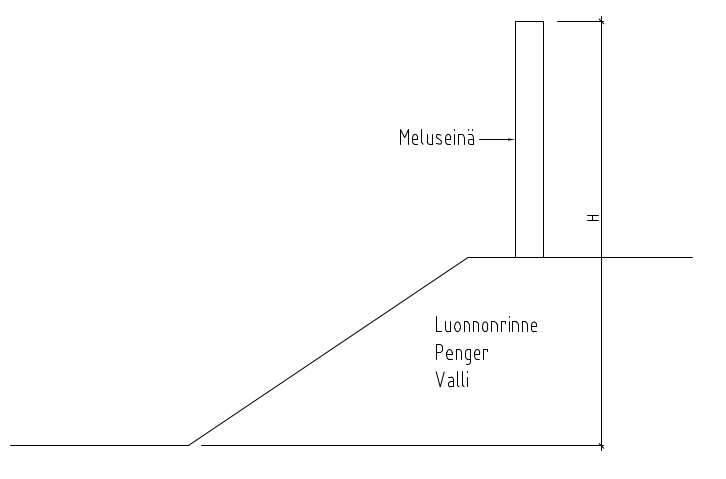 Meluseinä
H
Luonnonrinne
Penger
Valli